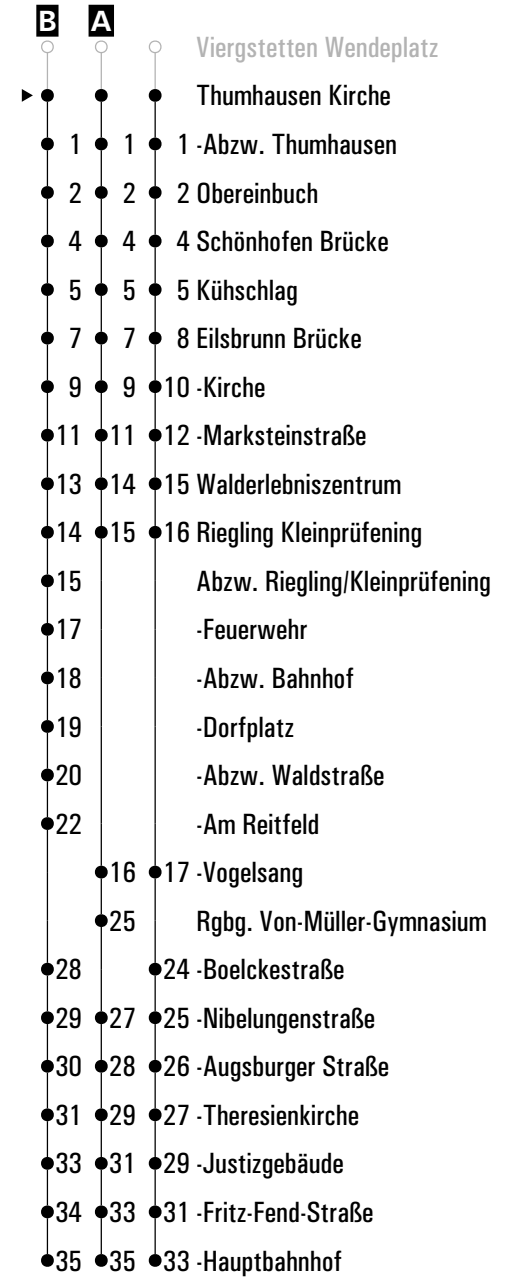 B A
Viergstetten Wendeplatz
Thumhausen Kirche
1 1 1 -Abzw. Thumhausen
2 2 2 Obereinbuch
4 4 4 Schönhofen Brücke
5 5 5 Kühschlag
7 7 8 Eilsbrunn Brücke
9 9 10 -Kirche
11 11 12 -Marksteinstraße
13 14 15 Walderlebniszentrum
14 15 16 Riegling Kleinprüfening
15 Abzw. Riegling/Kleinprüfening
17 -Feuerwehr
18 -Abzw. Bahnhof
19 -Dorfplatz
20 -Abzw. Waldstraße
22 -Am Reitfeld
16 17 -Vogelsang
25 Rgbg. Von-Müller-Gymnasium
28 24 -Boelckestraße
29 27 25 -Nibelungenstraße
30 28 26 -Augsburger Straße
31 29 27 -Theresienkirche
33 31 29 -Justizgebäude
34 33 31 -Fritz-Fend-Straße
35 35 33 -Hauptbahnhof